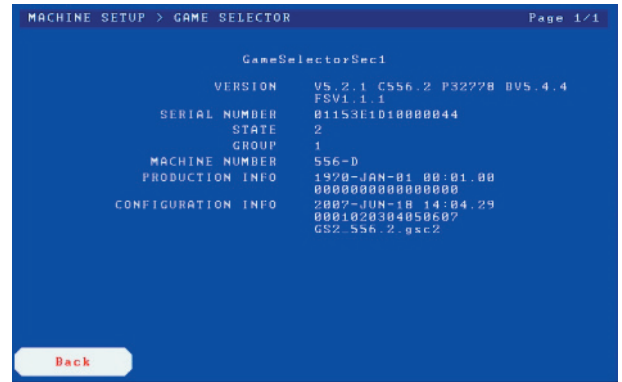 MACHINE SETUP > GAME SELECTOR Page 1/1
GameSelectorSec1
VERSION V5.2.1 C556.2 P32778 DV5.4.4
FSV1.1.1
SERIAL NUMBER 01153E1D10000044
STATE 2
GROUP 1
MACHINE NUMBER 556-D
PRODUCTION INFO 1970-JAN-01 00:01.00
0000000000000000
CONFIGURATION INFO 2007-JUN-18 14:04.29
0001020304050607
GS2_556.2.gsc2
Back